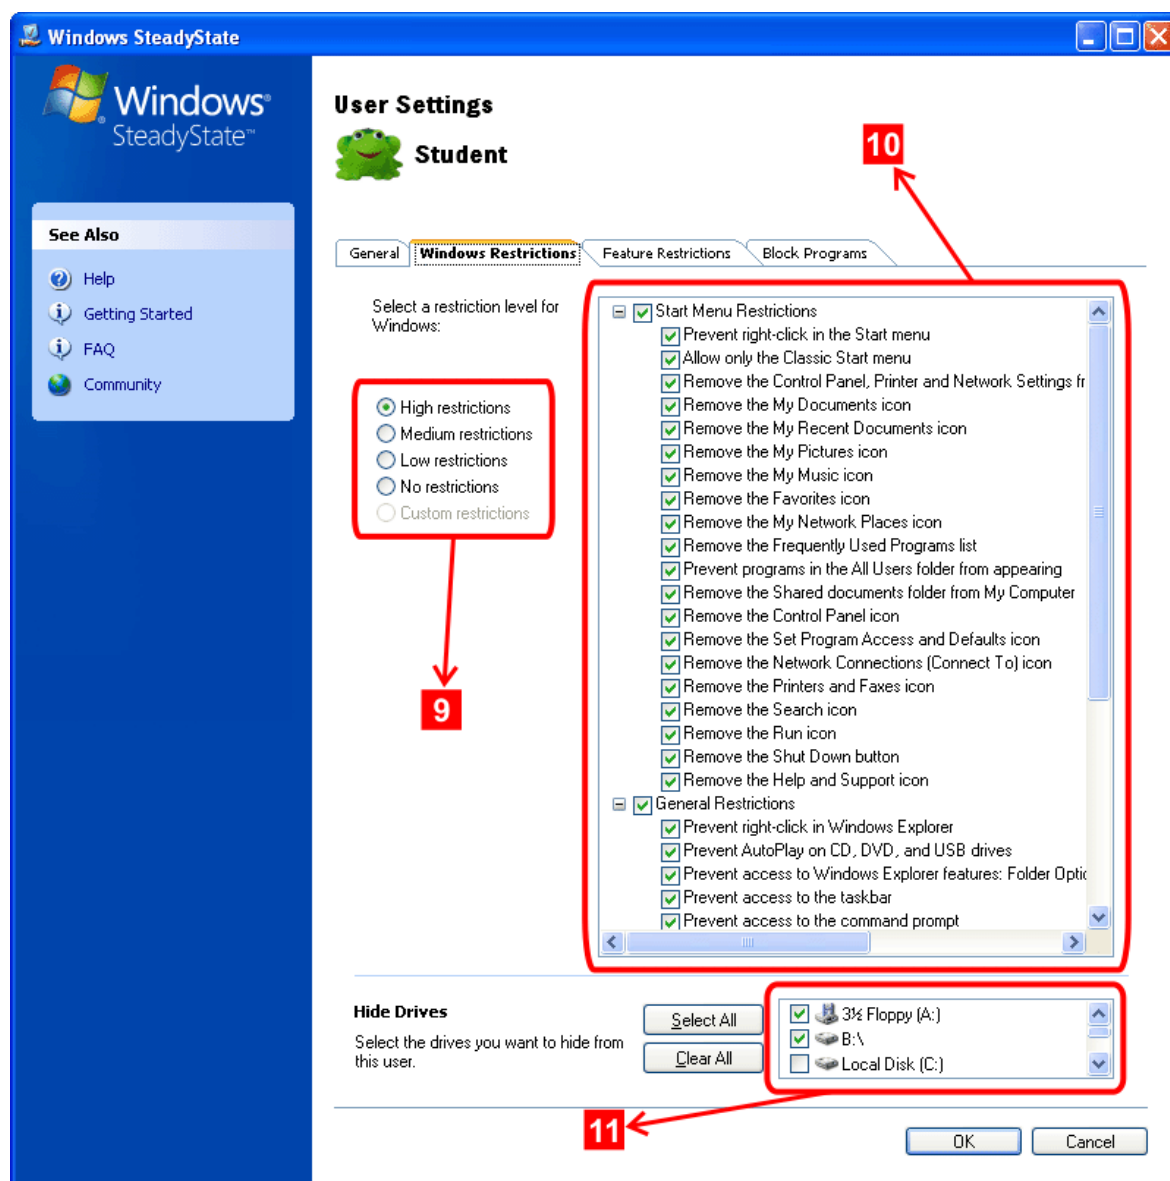 Windows SteadyState
Windows®
SteadyState™
See Also
Help
Getting Started
FAQ
Community
User Settings
Student
10
General
Windows Restrictions
Feature Restrictions
Block Programs
Select a restriction level for
Windows:
High restrictions
Medium restrictions
Low restrictions
No restrictions
Custom restrictions
9
Start Menu Restrictions
Prevent right-click in the Start menu
Allow only the Classic Start menu
Remove the Control Panel, Printer and Network Settings fr
Remove the My Documents icon
Remove the My Recent Documents icon
Remove the My Pictures icon
Remove the My Music icon
Remove the Favorites icon
Remove the My Network Places icon
Remove the Frequently Used Programs list
Prevent programs in the All Users folder from appearing
Remove the Shared documents folder from My Computer
Remove the Control Panel icon
Remove the Set Program Access and Defaults icon
Remove the Network Connections (Connect To) icon
Remove the Printers and Faxes icon
Remove the Search icon
Remove the Run icon
Remove the Shut Down button
Remove the Help and Support icon
General Restrictions
Prevent right-click in Windows Explorer
Prevent AutoPlay on CD, DVD, and USB drives
Prevent access to Windows Explorer features: Folder Optic
Prevent access to the taskbar
Prevent access to the command prompt
Hide Drives
Select the drives you want to hide from
this user.
Select All
Clear All
3½ Floppy (A:)
B:\
Local Disk (C:)
11
OK
Cancel